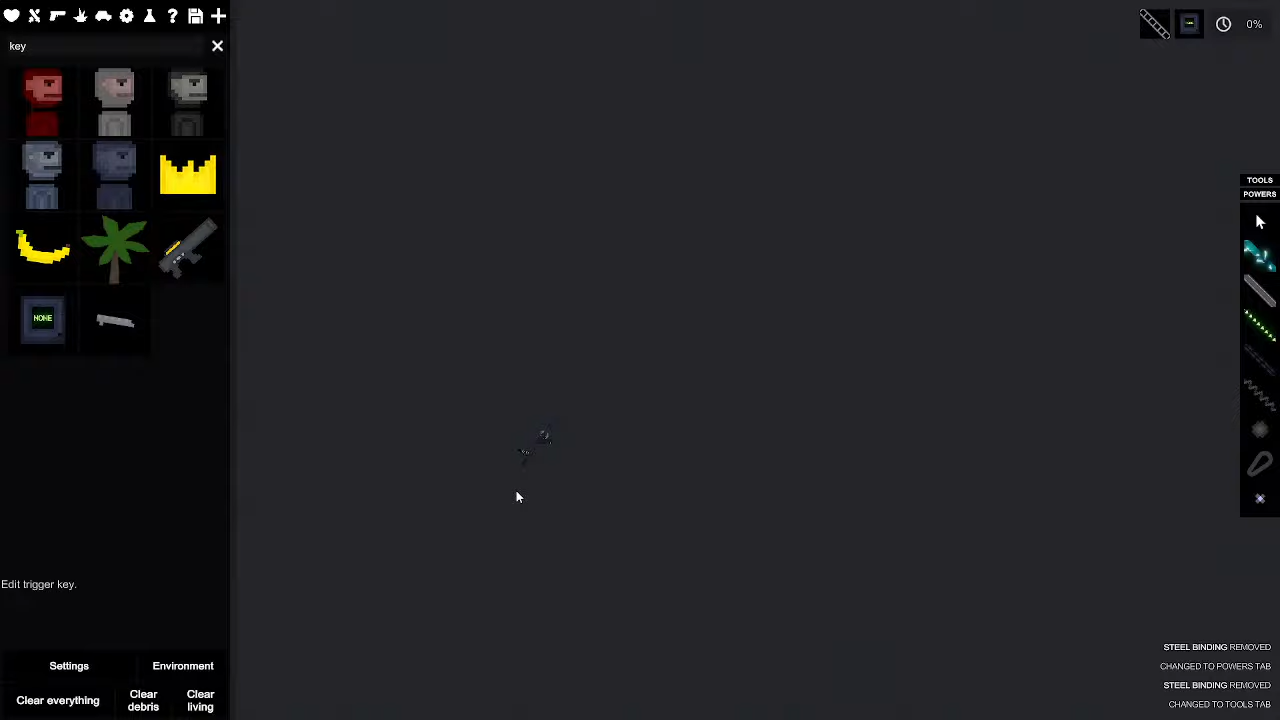 key
0%
TOOLS
POWERS
NONE
Edit trigger key.
Settings
Environment
Clear everything
Clear debris
Clear living
STEEL BINDING REMOVED
CHANGED TO POWERS TAB
STEEL BINDING REMOVED
CHANGED TO TOOLS TAB